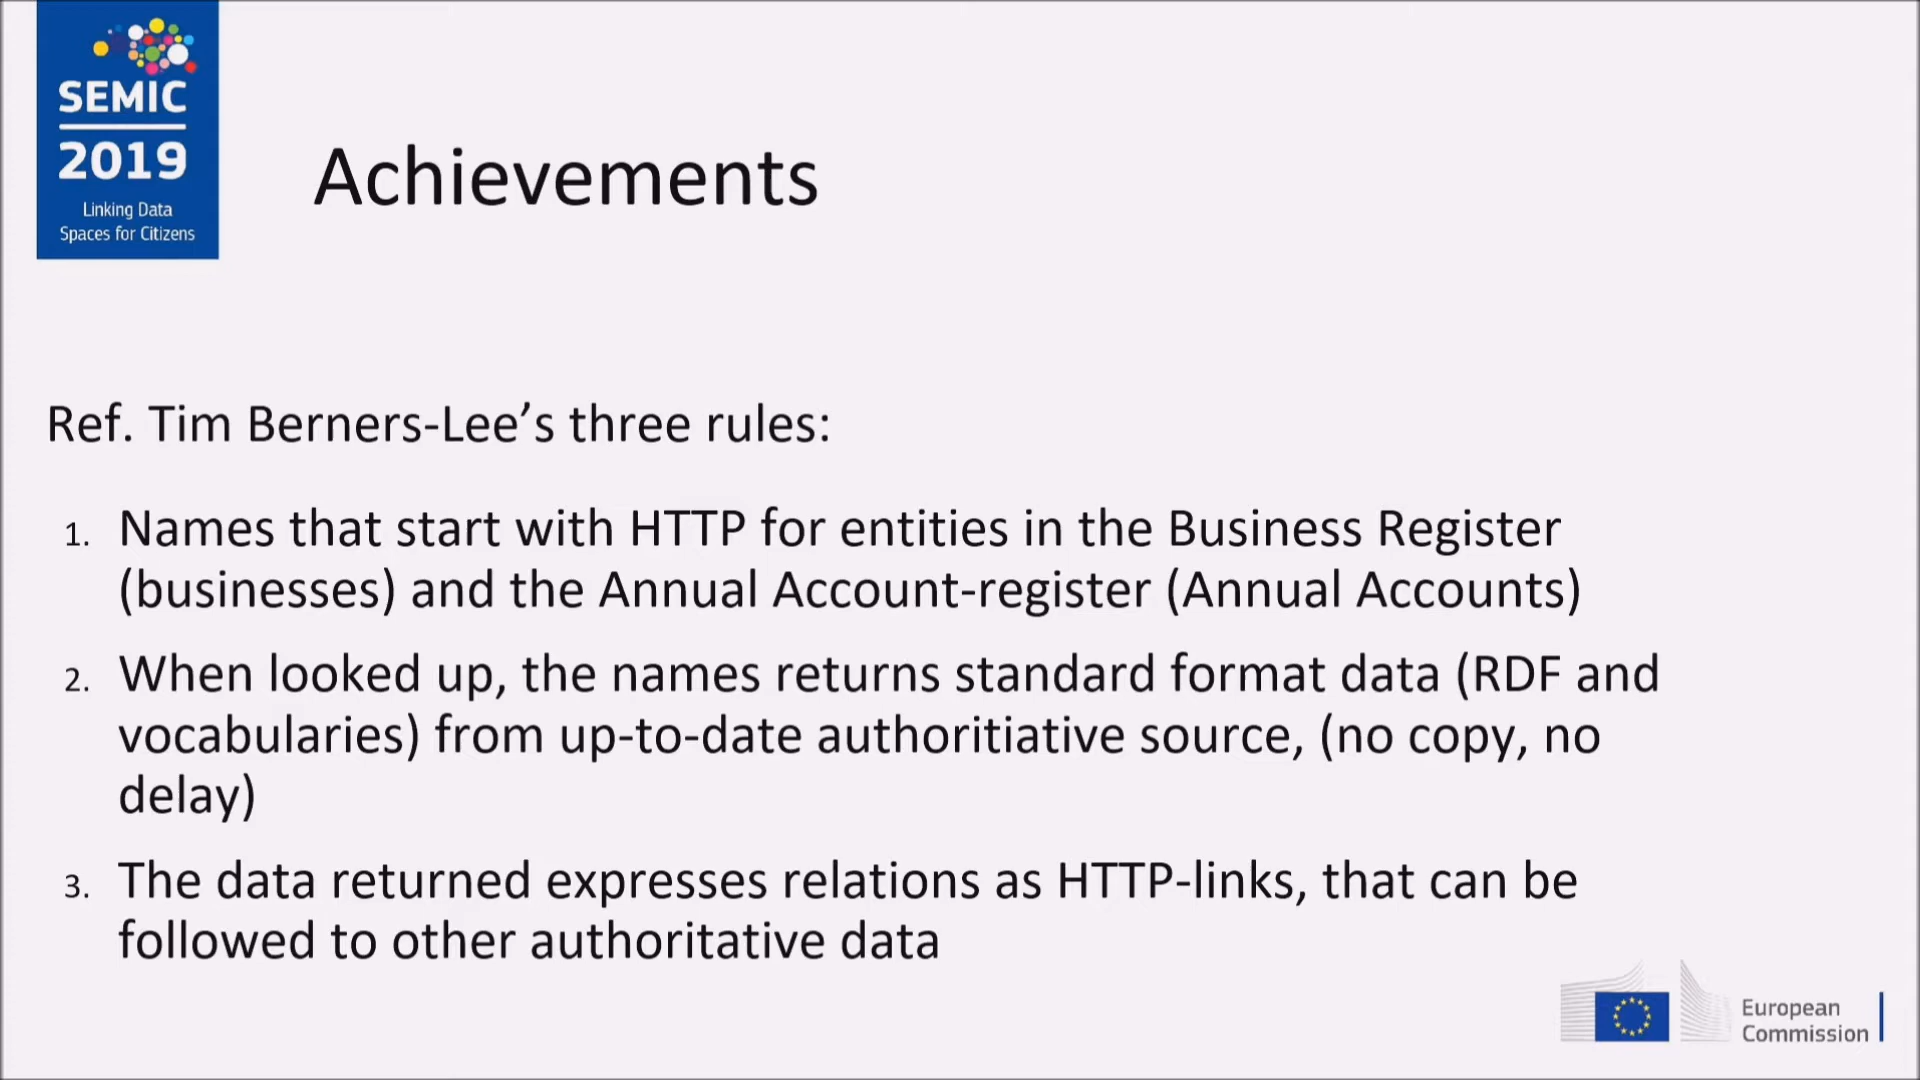 SEMIC
2019
Linking Data
Spaces for Citizens
Achievements
Ref. Tim Berners-Lee’s three rules:
1. Names that start with HTTP for entities in the Business Register
(businesses) and the Annual Account-register (Annual Accounts)
2. When looked up, the names returns standard format data (RDF and
vocabularies) from up-to-date authoritiative source, (no copy, no
delay)
3. The data returned expresses relations as HTTP-links, that can be
followed to other authoritative data
European
Commission